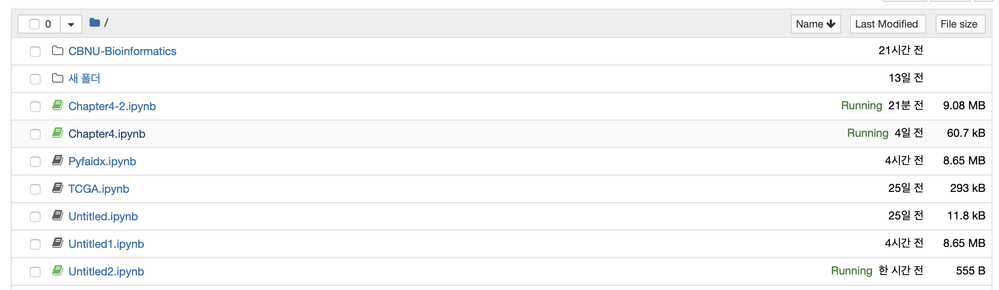 0 / Name Last Modified File size
CBNU-Bioinformatics 21시간 전
새 폴더 13일 전
Chapter4-2.ipynb Running 21분 전 9.08 MB
Chapter4.ipynb Running 4일 전 60.7 kB
Pyfaidx.ipynb 4시간 전 8.65 MB
TCGA.ipynb 25일 전 293 kB
Untitled.ipynb 25일 전 11.8 kB
Untitled1.ipynb 4시간 전 8.65 MB
Untitled2.ipynb Running 한 시간 전 555 B